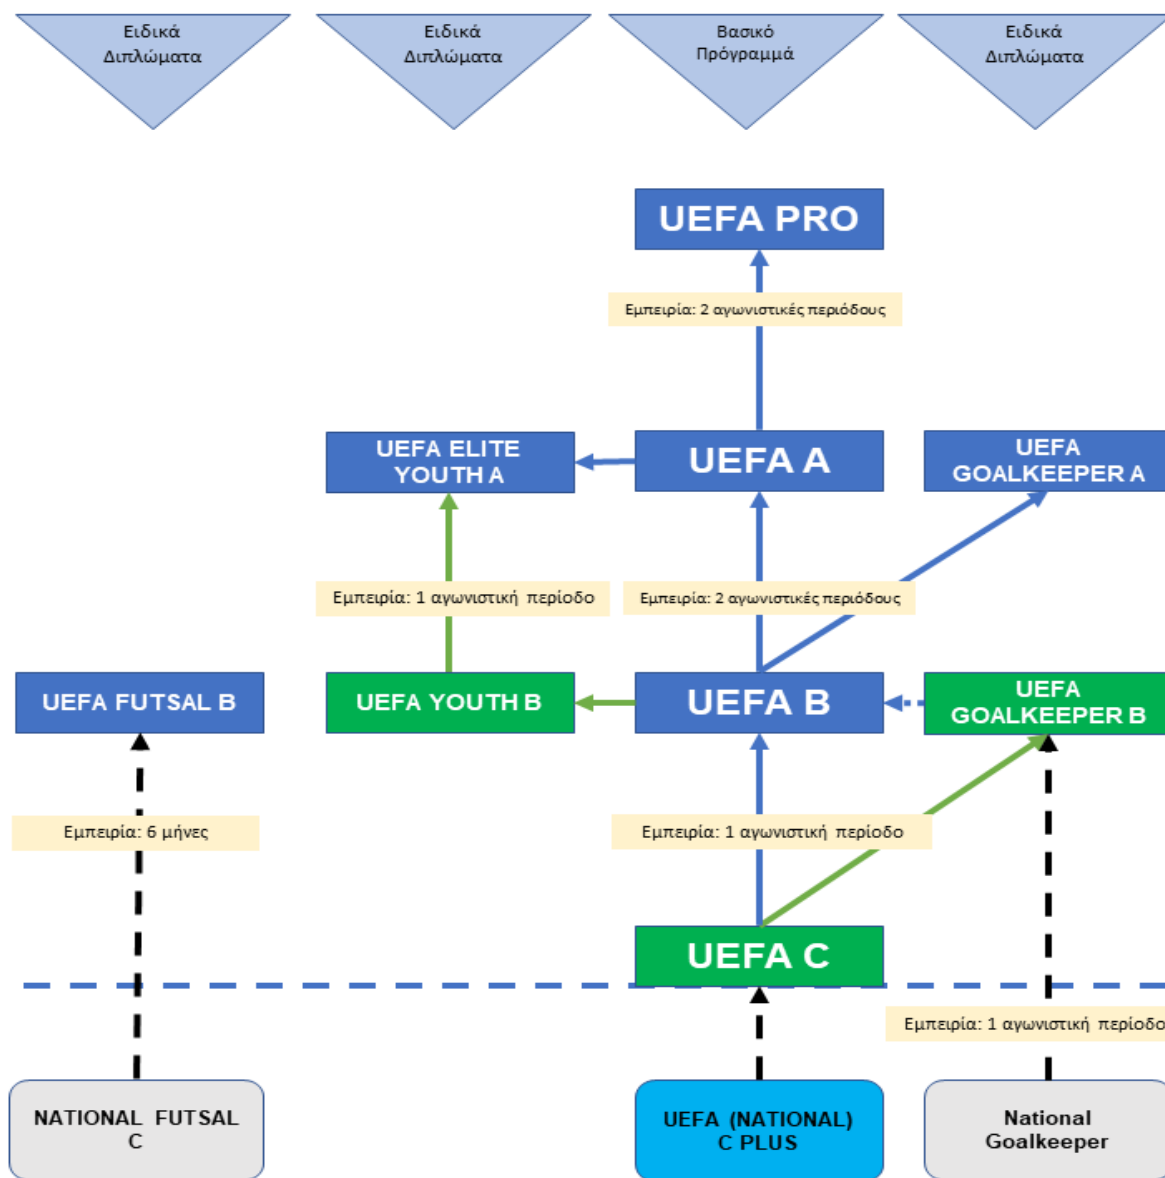 Ειδικά
Διπλώματα
Ειδικά
Διπλώματα
Βασικό
Πρόγραμμά
Ειδικά
Διπλώματα
UEFA PRO
Εμπειρία: 2 αγωνιστικές περιόδους
UEFA ELITE
YOUTH A
UEFA A
UEFA
GOALKEEPER A
Εμπειρία: 1 αγωνιστική περίοδο
Εμπειρία: 2 αγωνιστικές περιόδους
UEFA FUTSAL B
UEFA YOUTH B
UEFA B
UEFA
GOALKEEPER B
Εμπειρία: 6 μήνες
Εμπειρία: 1 αγωνιστική περίοδο
UEFA C
Εμπειρία: 1 αγωνιστική περίοδο
NATIONAL FUTSAL
C
UEFA (NATIONAL)
C PLUS
National
Goalkeeper